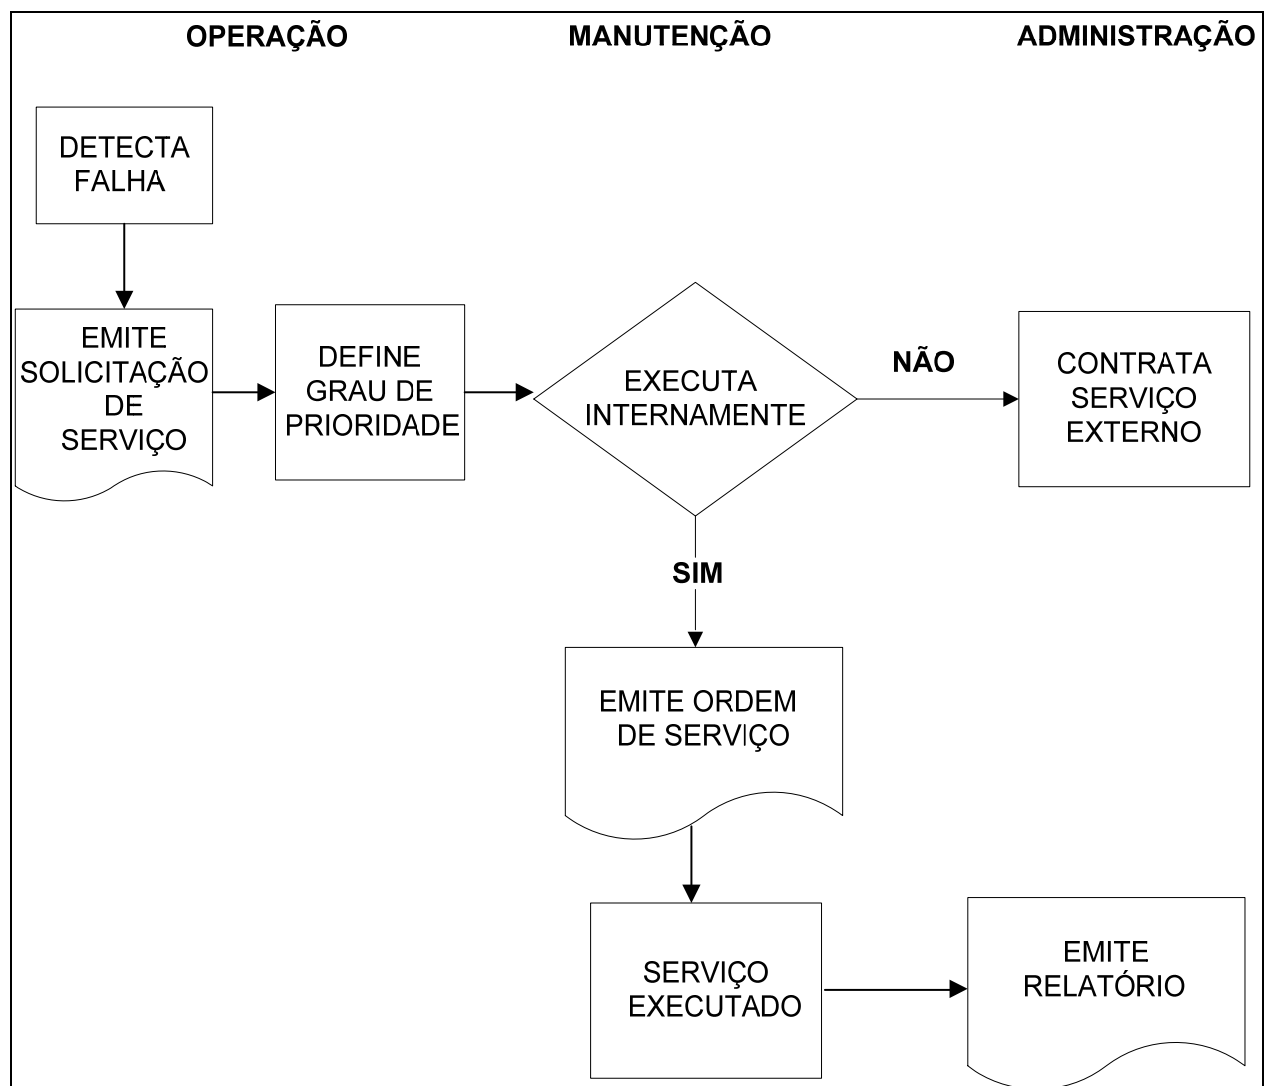 OPERAÇÃO
MANUTENÇÃO
ADMINISTRAÇÃO
DETECTA
FALHA
EMITE
SOLICITAÇÃO
DE
SERVIÇO
DEFINE
GRAU DE
PRIORIDADE
EXECUTA
INTERNAMENTE
NÃO
CONTRATA
SERVIÇO
EXTERNO
SIM
EMITE ORDEM
DE SERVIÇO
SERVIÇO
EXECUTADO
EMITE
RELATÓRIO